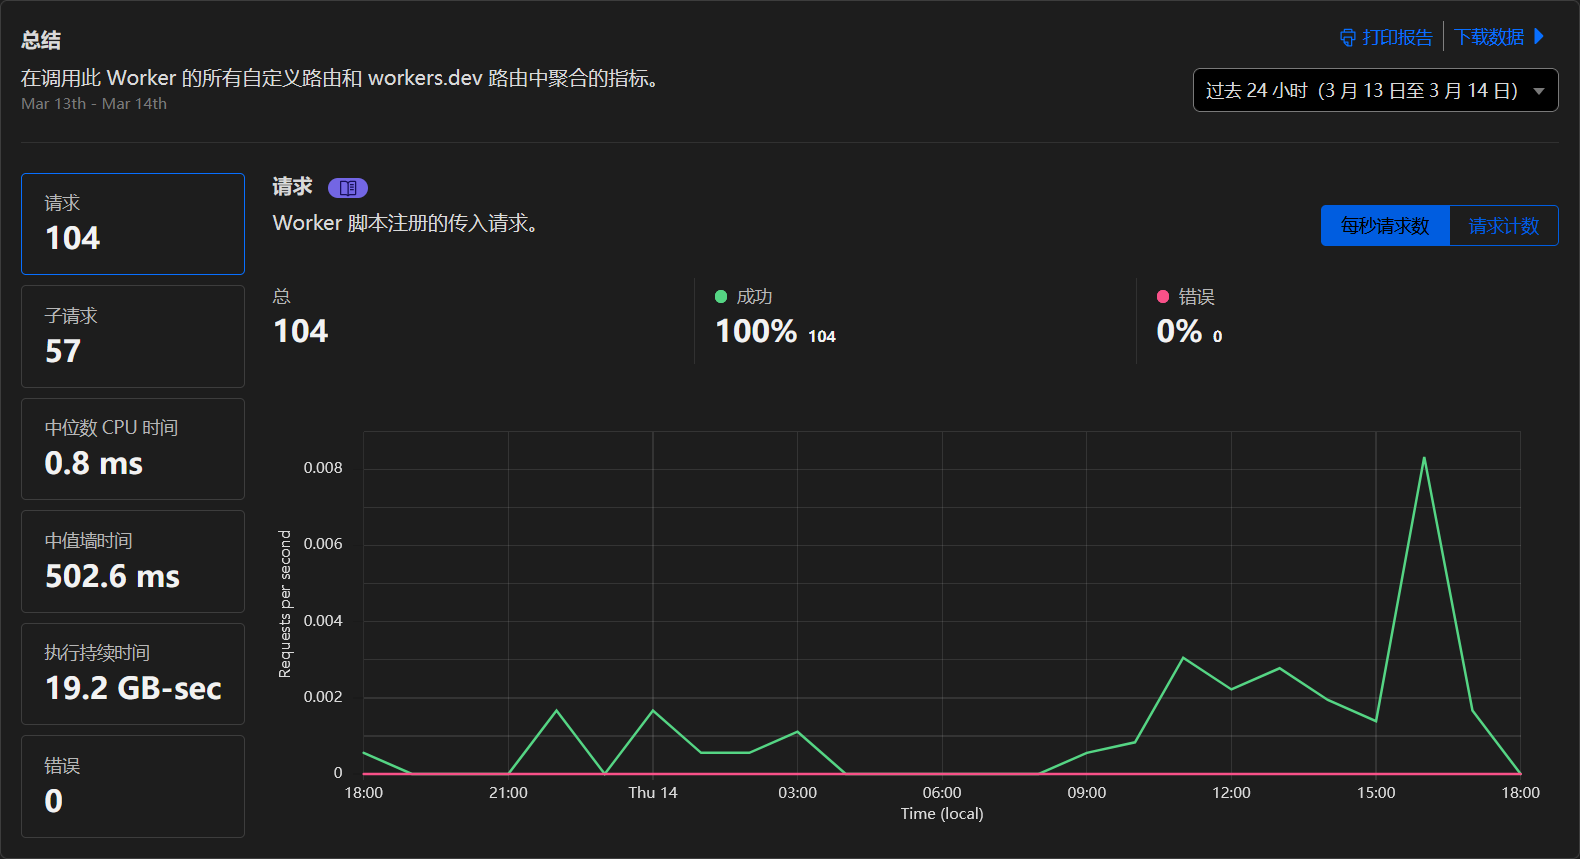 总结
打印报告
下载数据
在调用此 Worker 的所有自定义路由和 workers.dev 路由中聚合的指标。
Mar 13th - Mar 14th
过去 24 小时（3 月 13 日至 3 月 14 日）
请求
104
子请求
57
中位数 CPU 时间
0.8 ms
中值墙时间
502.6 ms
执行持续时间
19.2 GB-sec
错误
0
请求
Worker 脚本注册的传入请求。
每秒请求数
请求计数
总
104
成功
100% 104
错误
0% 0
Requests per second
0.008
0.006
0.004
0.002
0
18:00 21:00 Thu 14 03:00 06:00 09:00 12:00 15:00 18:00
Time (local)